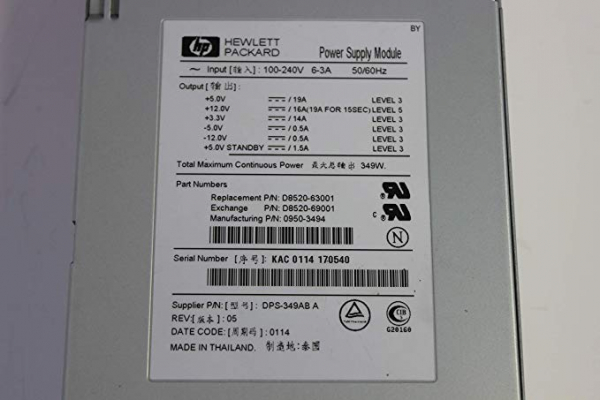 BY
hp HEWLETT PACKARD Power Supply Module
~ Input [输入]: 100-240V 6-3A 50/60Hz
Output [输出]:
+5.0V /19A LEVEL 3
+12.0V /16A(19A FOR 15SEC) LEVEL 5
+3.3V /14A LEVEL 3
-5.0V /0.5A LEVEL 3
-12.0V /0.5A LEVEL 3
+5.0V STANDBY /1.5A LEVEL 3
Total Maximum Continuous Power 最大总输出 349W.
Part Numbers
Replacement P/N: D8520-63001
Exchange P/N: D8520-69001
Manufacturing P/N: 0950-3494
c
N
Serial Number [序号]: KAC 0114 170540
Supplier P/N: [型号]: DPS-349AB A
REV:[版本]: 05
DATE CODE: [周期码]: 0114
MADE IN THAILAND. 制造地:泰国
CIB
G20160